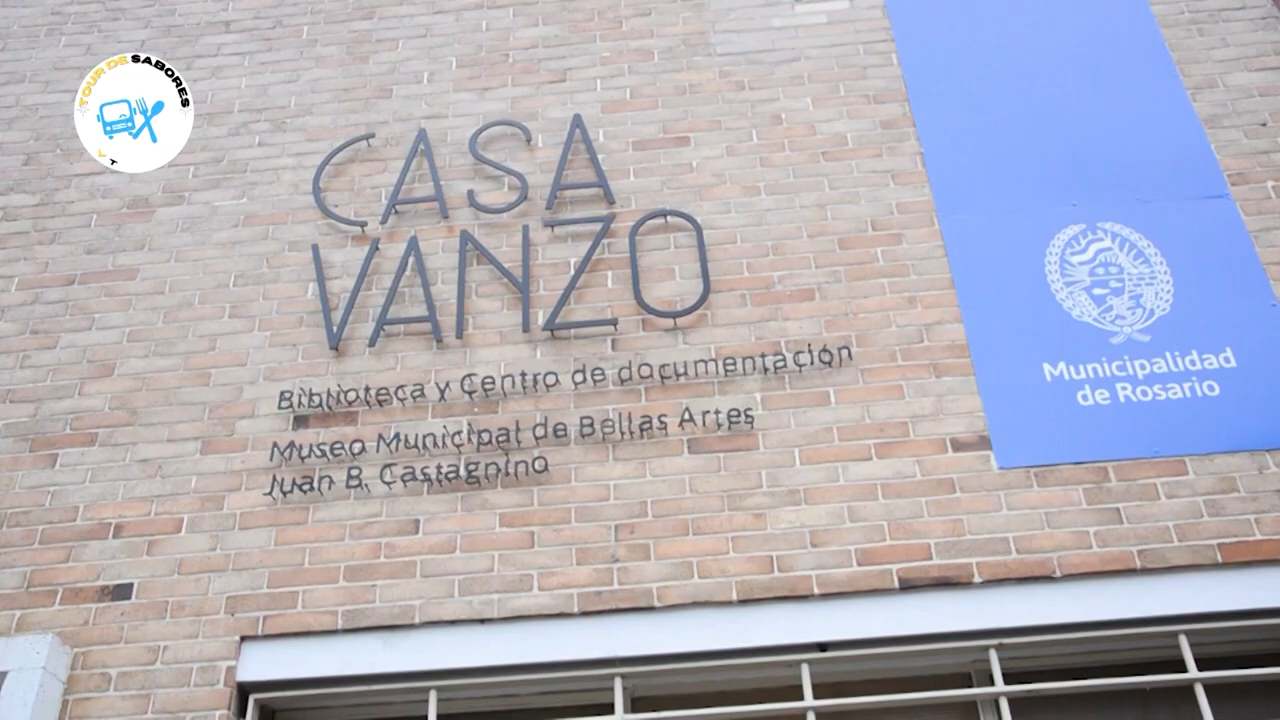 TOUR DE SABORES
CASA
VANZO
Biblioteca y Centro de documentación
Museo Municipal de Bellas Artes
Juan B. Castagnino
Municipalidad
de Rosario